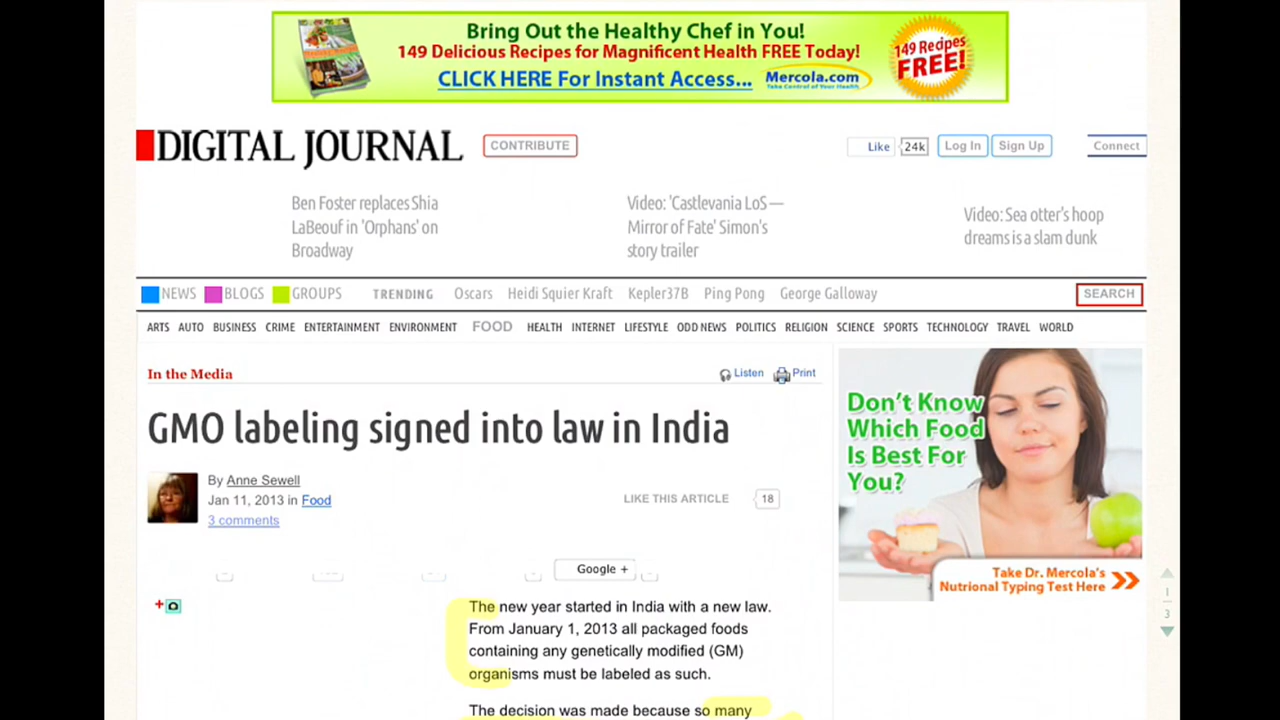 Bring Out the Healthy Chef in You!
149 Delicious Recipes for Magnificent Health FREE Today!
CLICK HERE For Instant Access...
Mercola.com
Take Control of Your Health
149 Recipes
FREE!
DIGITAL JOURNAL
CONTRIBUTE
Like 24k Log In Sign Up Connect
Ben Foster replaces Shia
LaBeouf in 'Orphans' on
Broadway
Video: 'Castlevania LoS —
Mirror of Fate' Simon's
story trailer
Video: Sea otter's hoop
dreams is a slam dunk
NEWS BLOGS GROUPS TRENDING Oscars Heidi Squier Kraft Kepler37B Ping Pong George Galloway SEARCH
ARTS AUTO BUSINESS CRIME ENTERTAINMENT ENVIRONMENT FOOD HEALTH INTERNET LIFESTYLE ODD NEWS POLITICS RELIGION SCIENCE SPORTS TECHNOLOGY TRAVEL WORLD
In the Media
Listen Print
GMO labeling signed into law in India
By Anne Sewell
Jan 11, 2013 in Food
3 comments
LIKE THIS ARTICLE 18
Google +
The new year started in India with a new law.
From January 1, 2013 all packaged foods
containing any genetically modified (GM)
organisms must be labeled as such.
The decision was made because so many
Don't Know
Which Food
Is Best For
You?
Take Dr. Mercola's
Nutrional Typing Test Here
1
3